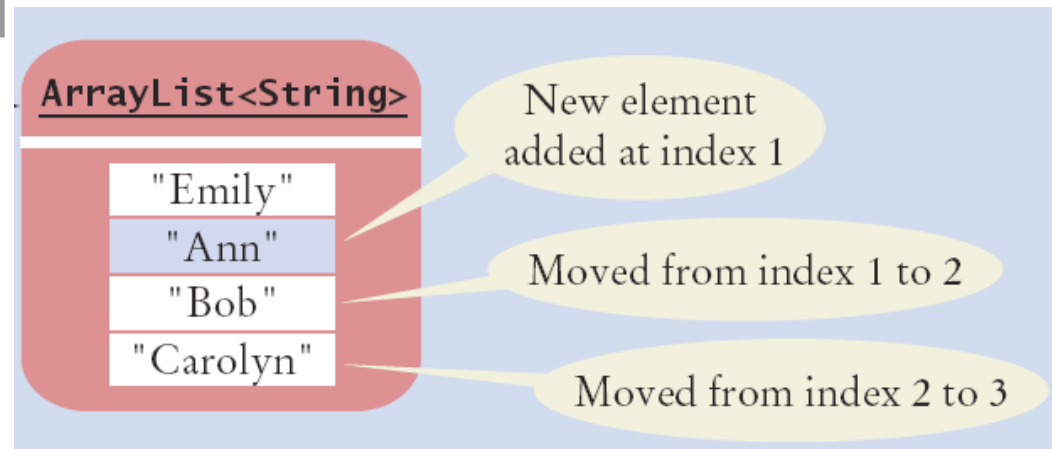 ArrayList<String>
New element
added at index 1
"Emily"
"Ann"
"Bob"
"Carolyn"
Moved from index 1 to 2
Moved from index 2 to 3